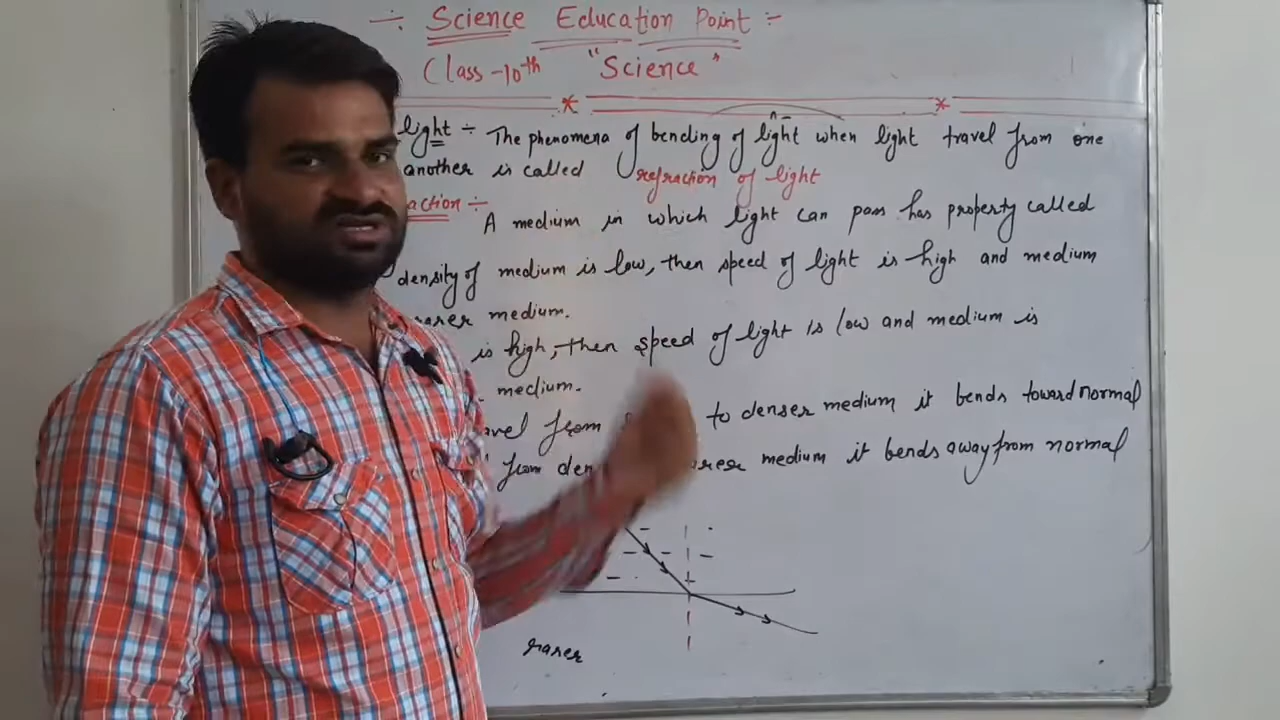 ÷ Science Education Point :-
Class-10th "Science"
light ÷ The phenomena of bending of light when light travel from one
another is called refraction of light
action ÷
A medium in which light can pass has property called
density of medium is low, then speed of light is high and medium
rarer medium.
is high, then speed of light is low and medium is
medium.
avel from to denser medium it bends toward normal
from den rarer medium it bends away from normal
rarer